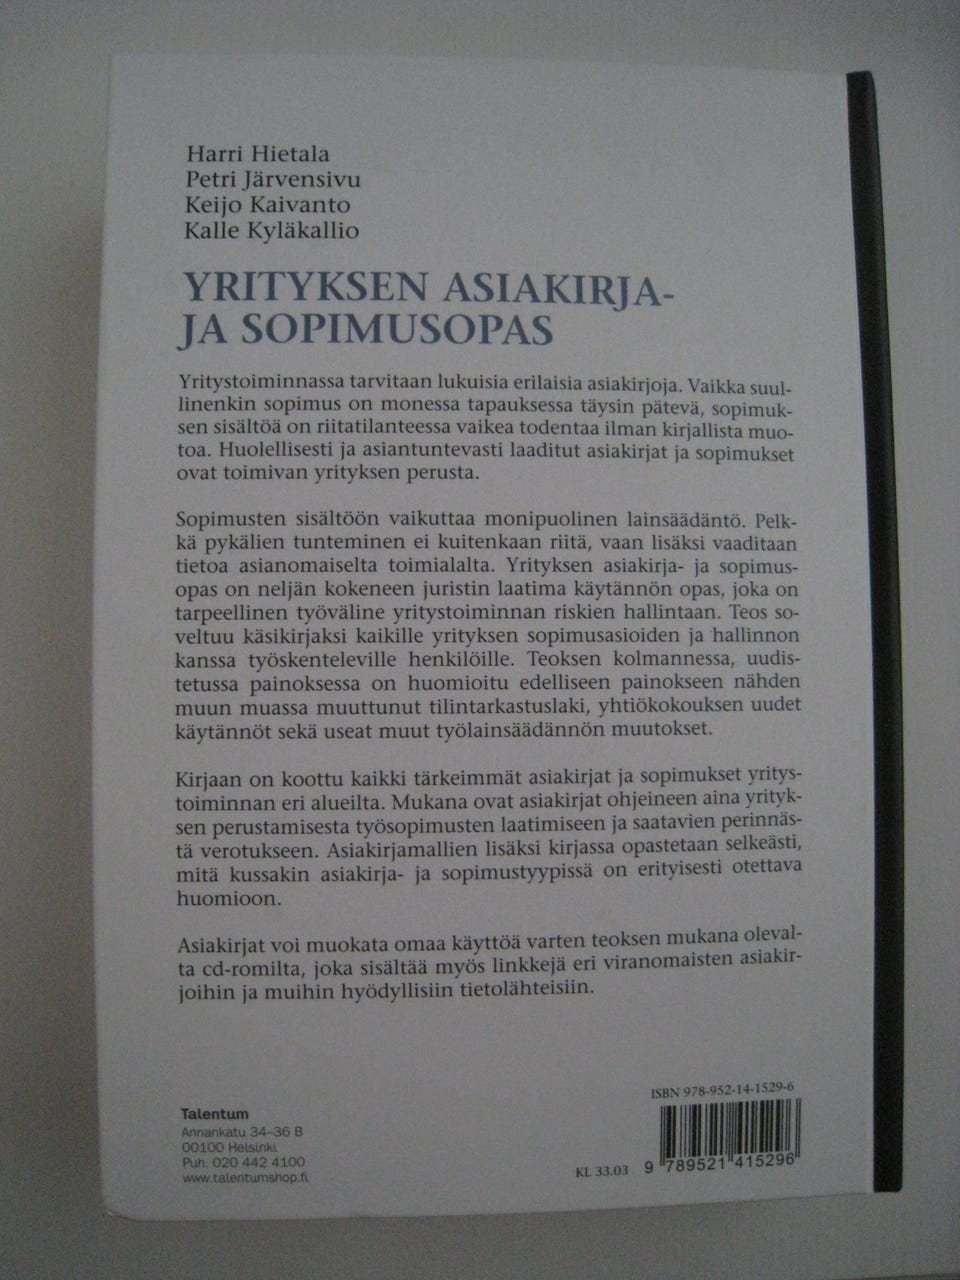 Harri Hietala
Petri Järvensivu
Keijo Kaivanto
Kalle Kyläkallio
YRITYKSEN ASIAKIRJA-
JA SOPIMUSOPAS
Yritystoiminnassa tarvitaan lukuisia erilaisia asiakirjoja. Vaikka suul-
linenkin sopimus on monessa tapauksessa täysin pätevä, sopimuk-
sen sisältöä on riitatilanteessa vaikea todentaa ilman kirjallista muo-
toa. Huolellisesti ja asiantuntevasti laaditut asiakirjat ja sopimukset
ovat toimivan yrityksen perusta.
Sopimusten sisältöön vaikuttaa monipuolinen lainsäädäntö. Pelk-
kä pykälien tunteminen ei kuitenkaan riitä, vaan lisäksi vaaditaan
tietoa asianomaiselta toimialalta. Yrityksen asiakirja- ja sopimus-
opas on neljän kokeneen juristin laatima käytännön opas, joka on
tarpeellinen työväline yritystoiminnan riskien hallintaan. Teos so-
veltuu käsikirjaksi kaikille yrityksen sopimusasioiden ja hallinnon
kanssa työskenteleville henkilöille. Teoksen kolmannessa, uudis-
tetussa painoksessa on huomioitu edelliseen painokseen nähden
muun muassa muuttunut tilintarkastuslaki, yhtiökokouksen uudet
käytännöt sekä useat muut työlainsäädännön muutokset.
Kirjaan on koottu kaikki tärkeimmät asiakirjat ja sopimukset yritys-
toiminnan eri alueilta. Mukana ovat asiakirjat ohjeineen aina yrityk-
sen perustamisesta työsopimusten laatimiseen ja saatavien perinnäs-
tä verotukseen. Asiakirjamallien lisäksi kirjassa opastetaan selkeästi,
mitä kussakin asiakirja- ja sopimustyypissä on erityisesti otettava
huomioon.
Asiakirjat voi muokata omaa käyttöä varten teoksen mukana oleval-
ta cd-romilta, joka sisältää myös linkkejä eri viranomaisten asiakir-
joihin ja muihin hyödyllisiin tietolähteisiin.
Talentum
Annankatu 34–36 B
00100 Helsinki
Puh. 020 442 4100
www.talentumshop.fi
ISBN 978-952-14-1529-6
KL 33.03
9 789521 415296